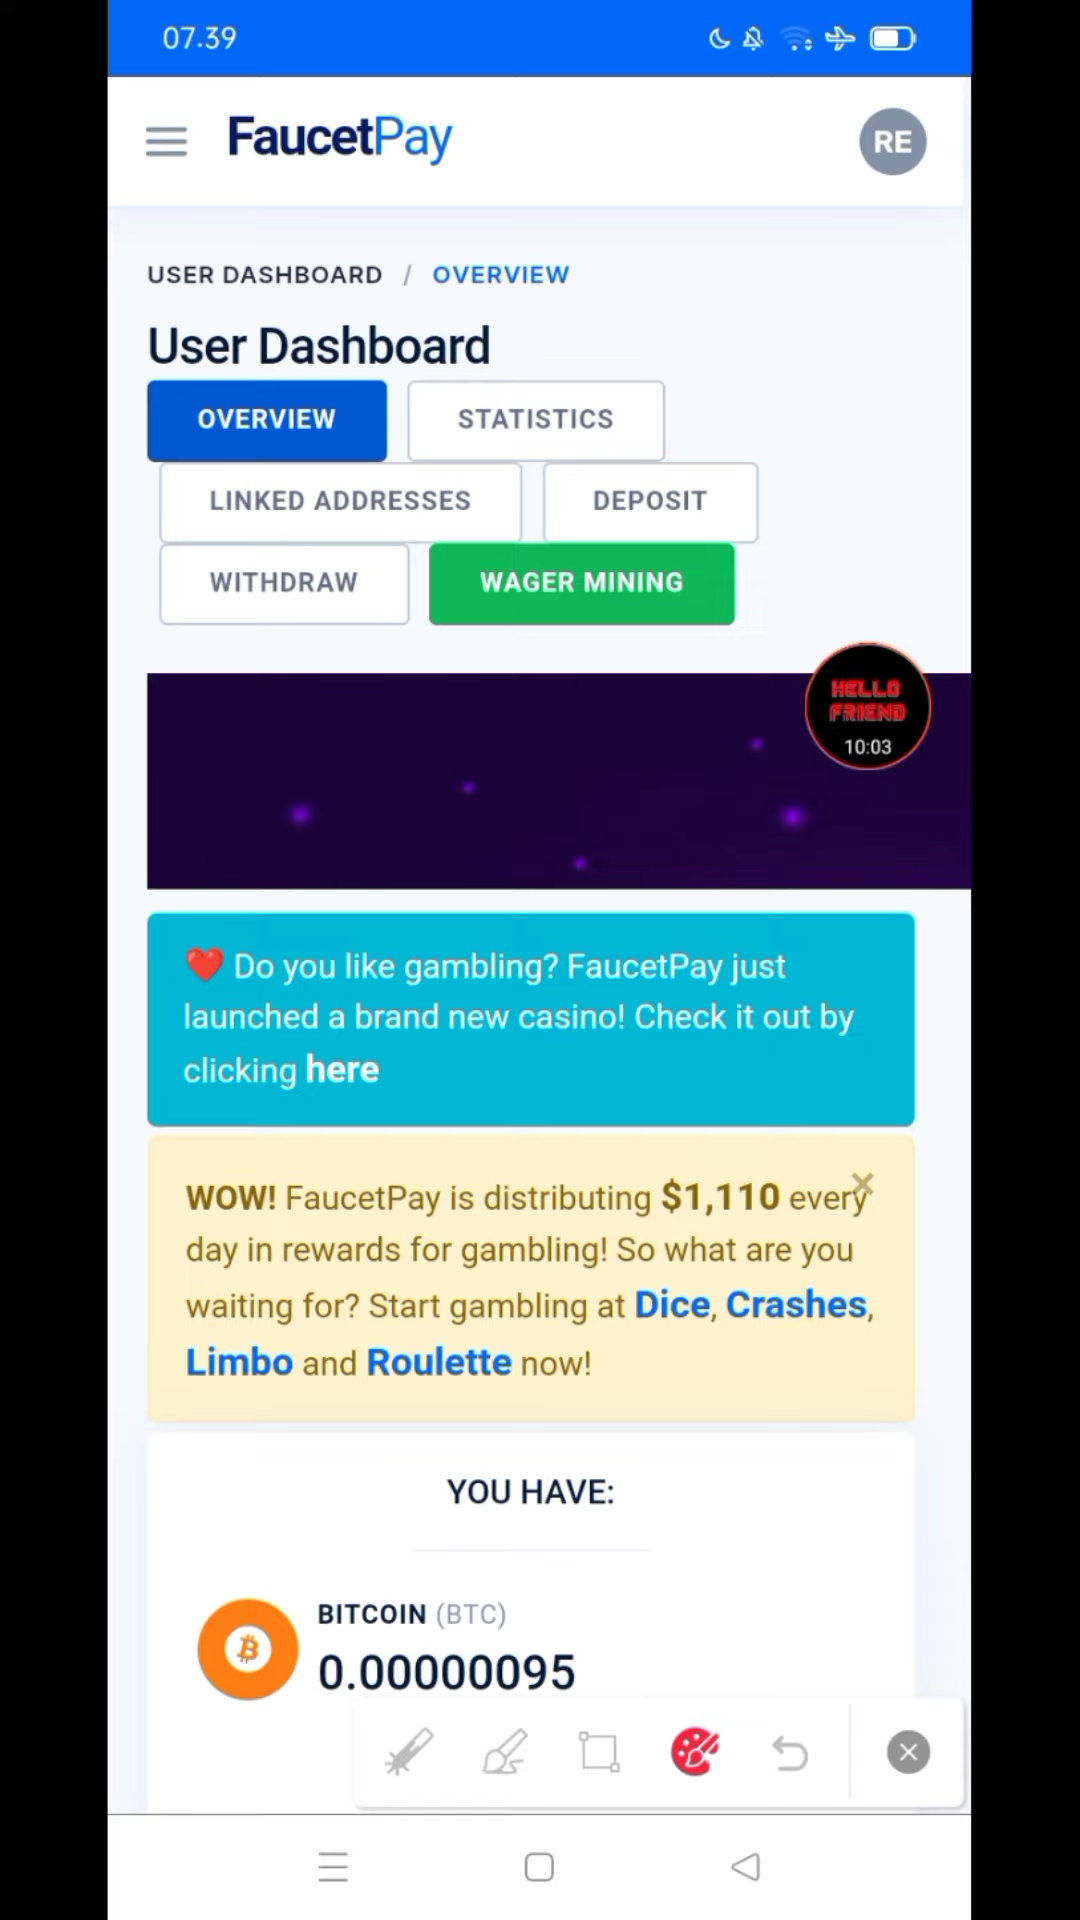 07.39
FaucetPay
RE
USER DASHBOARD / OVERVIEW
User Dashboard
OVERVIEW
STATISTICS
LINKED ADDRESSES
DEPOSIT
WITHDRAW
WAGER MINING
HELLO
FRIEND
10:03
❤️ Do you like gambling? FaucetPay just
launched a brand new casino! Check it out by
clicking here
WOW! FaucetPay is distributing $1,110 every
day in rewards for gambling! So what are you
waiting for? Start gambling at Dice, Crashes,
Limbo and Roulette now!
YOU HAVE:
BITCOIN (BTC)
0.00000095